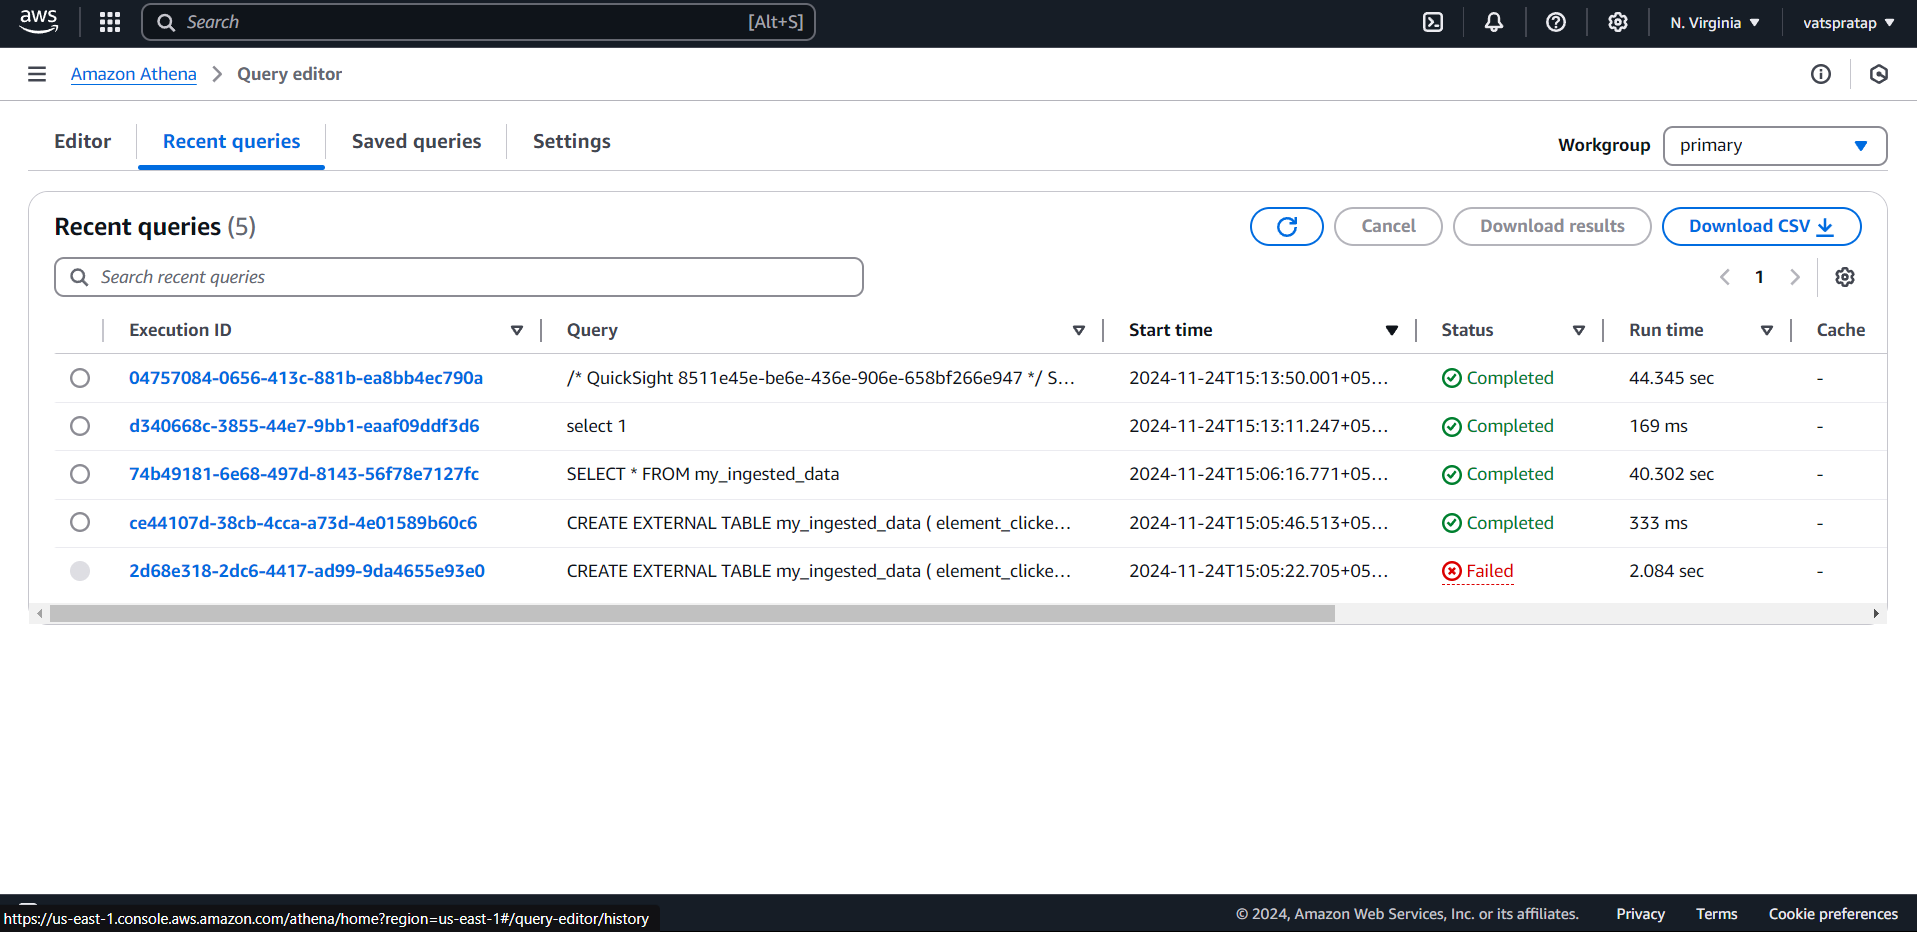 aws Search [Alt+S] N. Virginia vatspratap
Amazon Athena Query editor
Editor Recent queries Saved queries Settings Workgroup primary
Recent queries (5) Cancel Download results Download CSV
Search recent queries 1
Execution ID Query Start time Status Run time Cache
04757084-0656-413c-881b-ea8bb4ec790a /* QuickSight 8511e45e-be6e-436e-906e-658bf266e947 */ S... 2024-11-24T15:13:50.001+05... Completed 44.345 sec -
d340668c-3855-44e7-9bb1-eaaf09ddf3d6 select 1 2024-11-24T15:13:11.247+05... Completed 169 ms -
74b49181-6e68-497d-8143-56f78e7127fc SELECT * FROM my_ingested_data 2024-11-24T15:06:16.771+05... Completed 40.302 sec -
ce44107d-38cb-4cca-a73d-4e01589b60c6 CREATE EXTERNAL TABLE my_ingested_data ( element_clicke... 2024-11-24T15:05:46.513+05... Completed 333 ms -
2d68e318-2dc6-4417-ad99-9da4655e93e0 CREATE EXTERNAL TABLE my_ingested_data ( element_clicke... 2024-11-24T15:05:22.705+05... Failed 2.084 sec -
https://us-east-1.console.aws.amazon.com/athena/home?region=us-east-1#/query-editor/history © 2024, Amazon Web Services, Inc. or its affiliates. Privacy Terms Cookie preferences